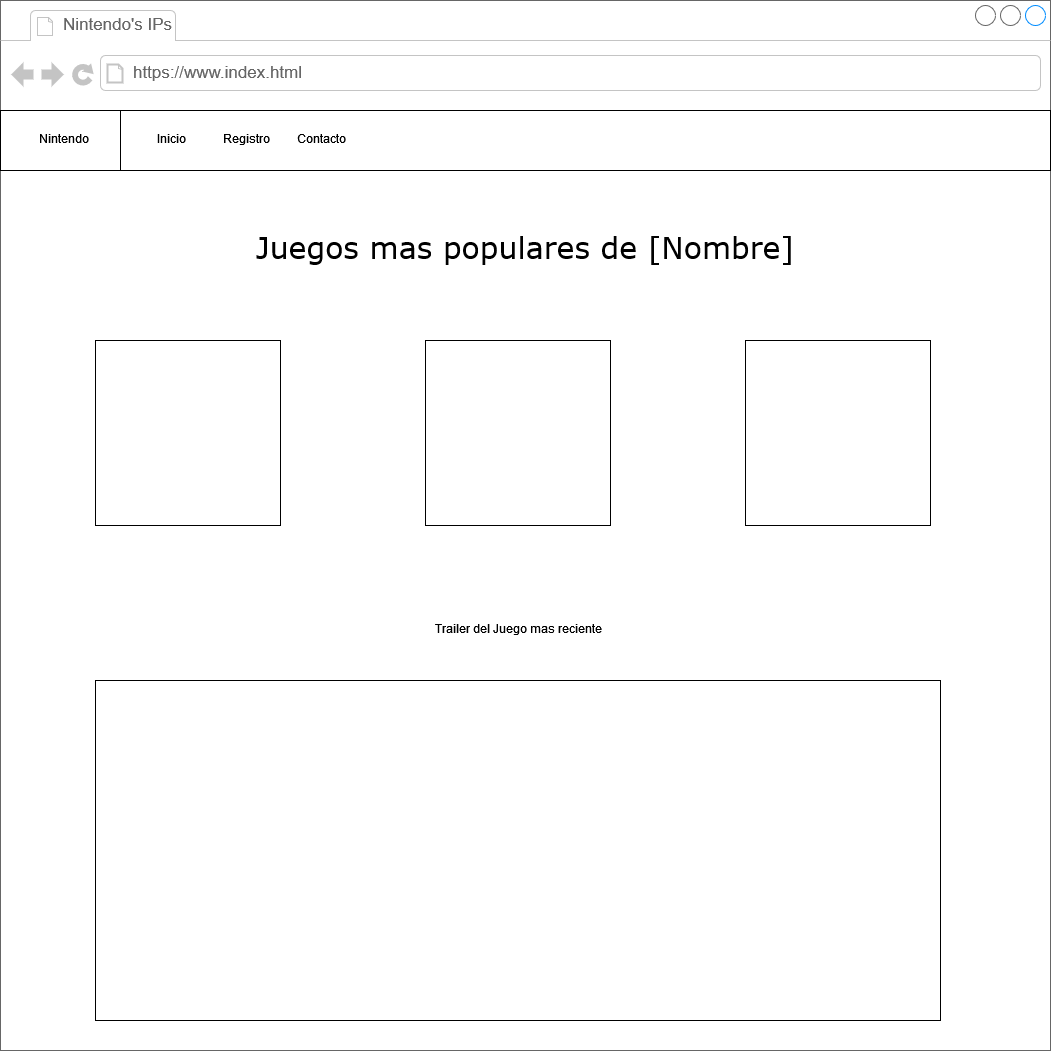 Nintendo's IPs
https://www.index.html
Nintendo Inicio Registro Contacto
Juegos mas populares de [Nombre]
Trailer del Juego mas reciente